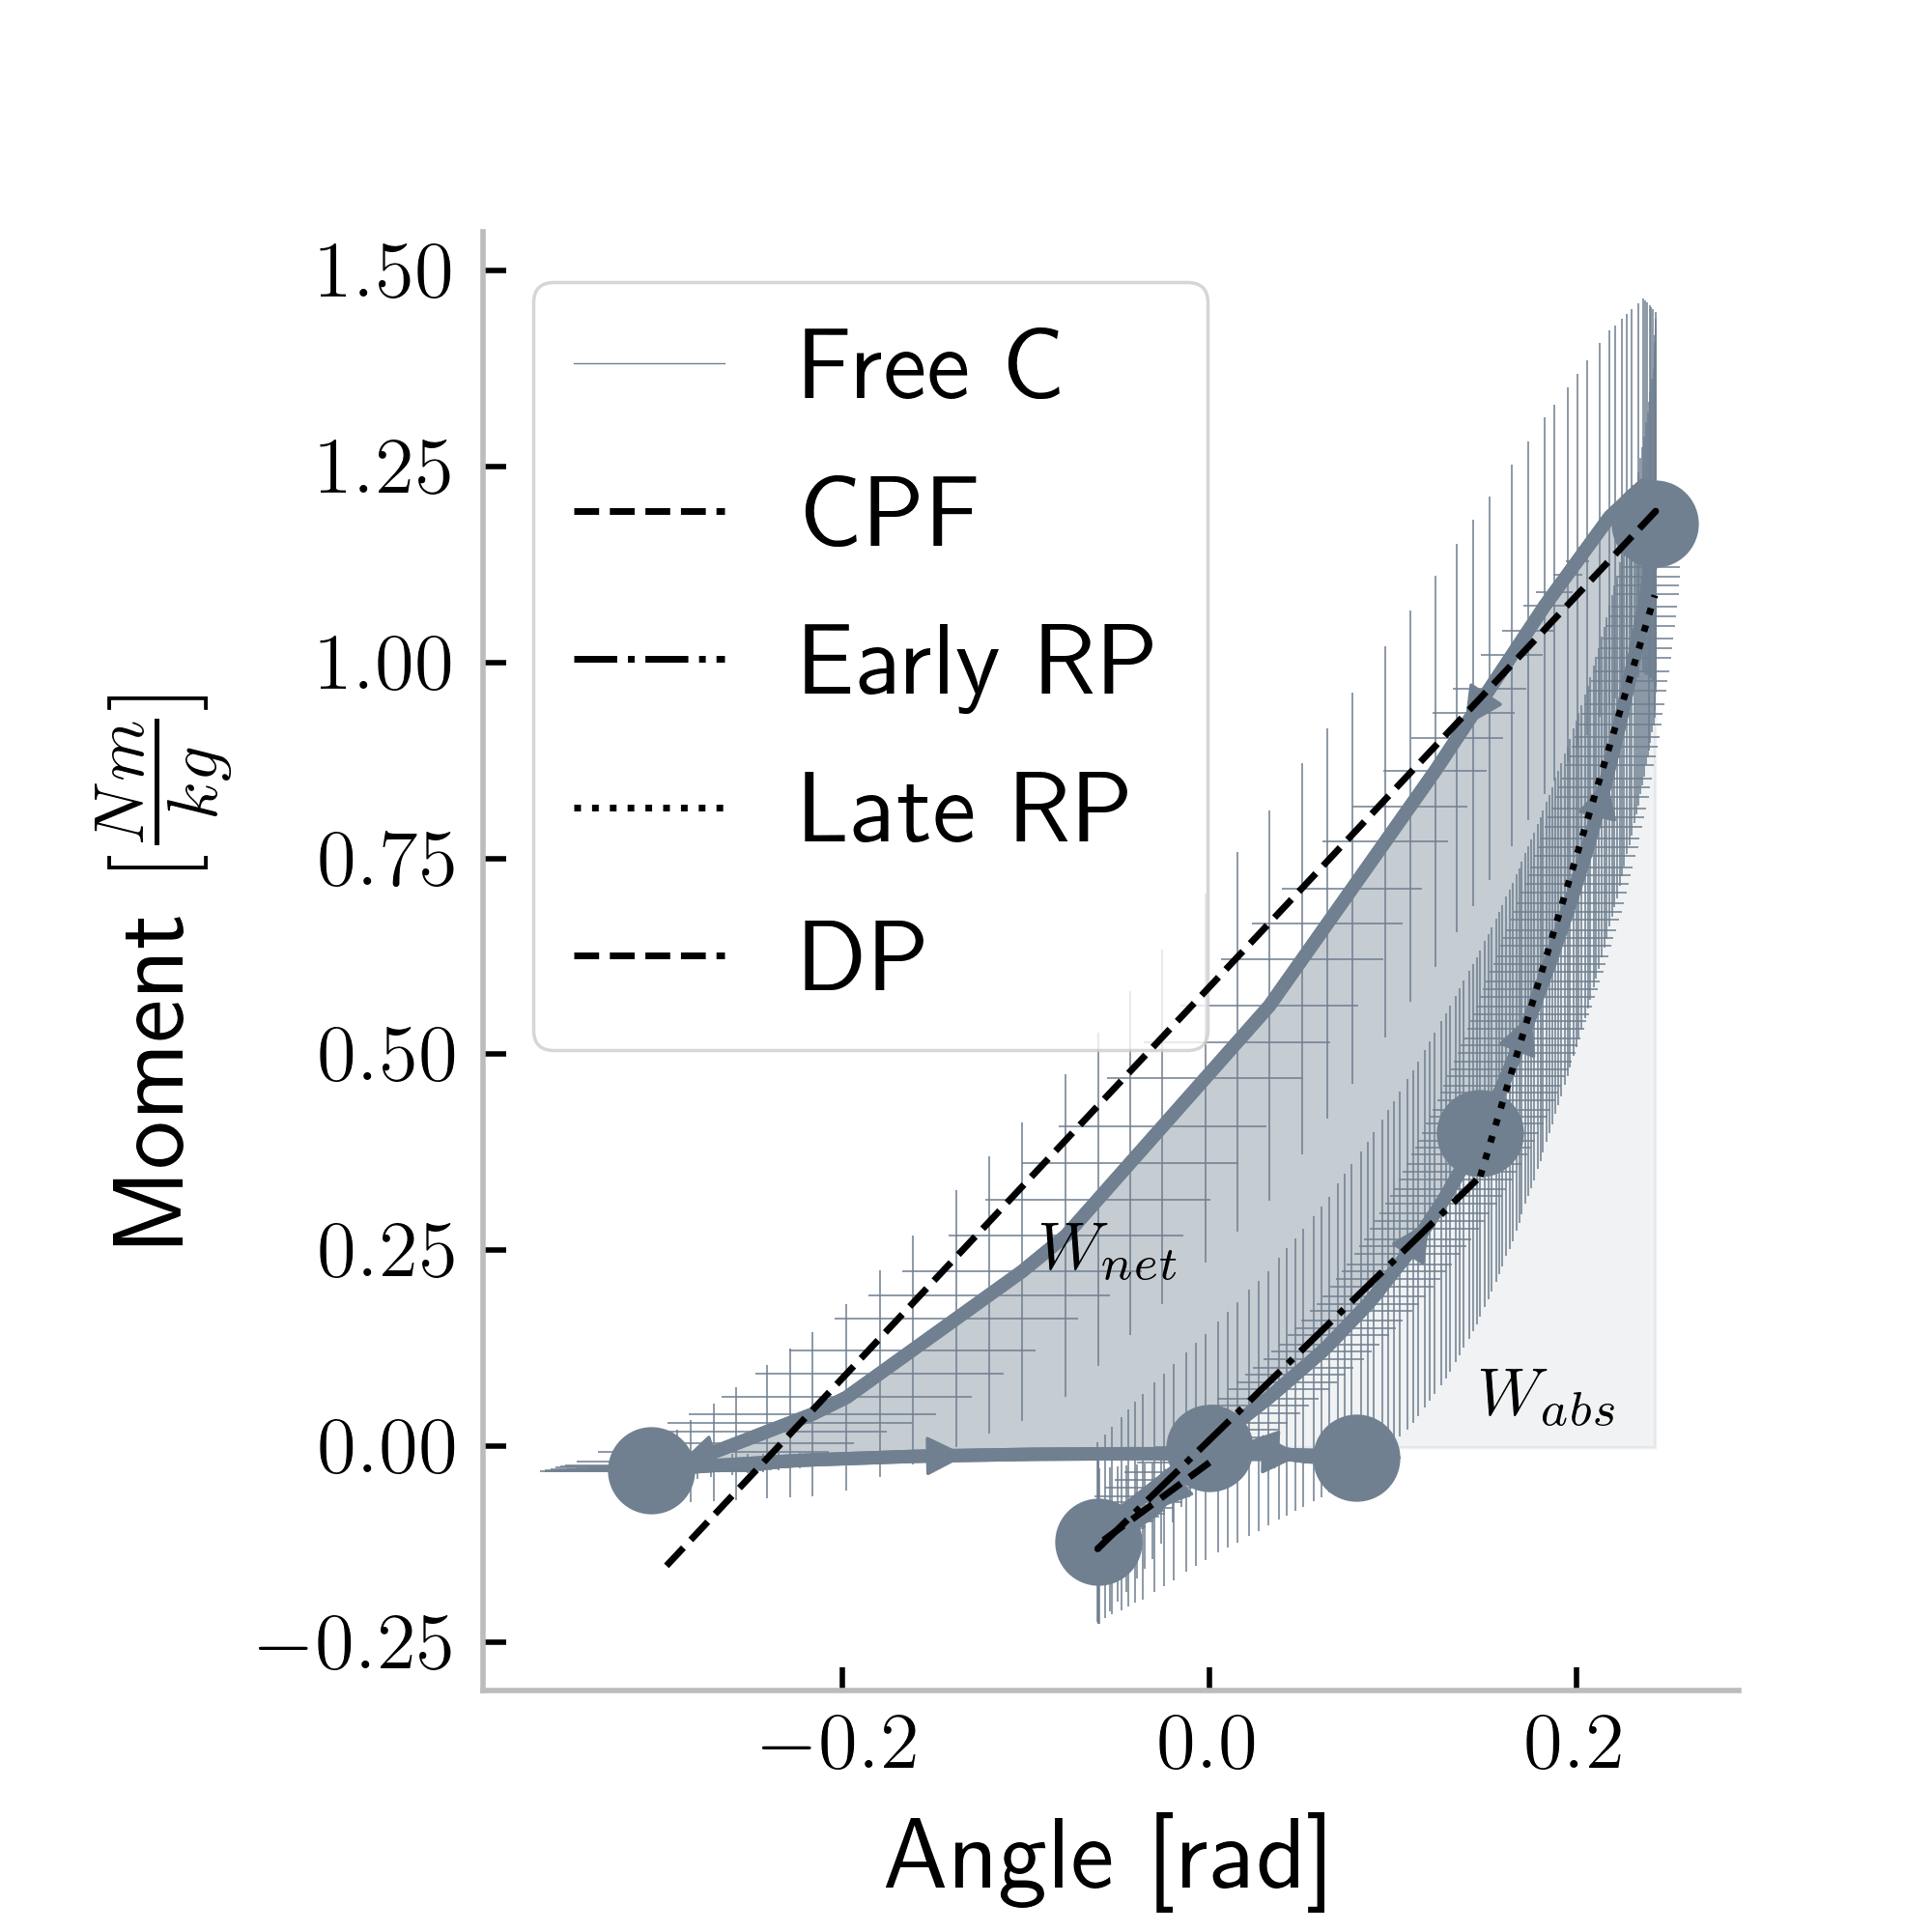 1.50
1.25
1.00
0.75
0.50
0.25
0.00
−0.25
Moment [Nm/kg]
Free C
CPF
Early RP
Late RP
DP
W_net
W_abs
−0.2 0.0 0.2
Angle [rad]